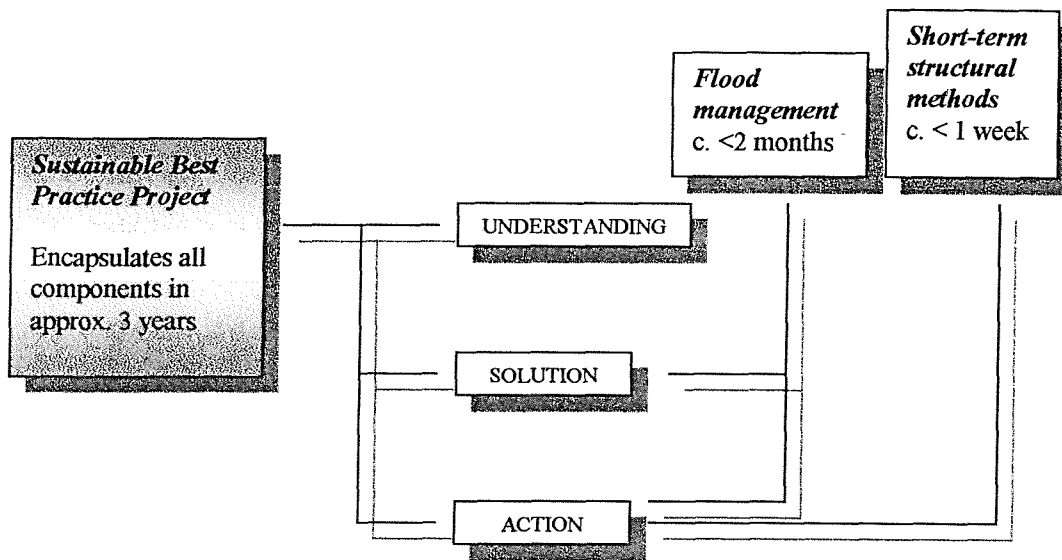 Short-term
structural
methods
c. < 1 week
Flood
management
c. <2 months
Sustainable Best
Practice Project
Encapsulates all
components in
approx. 3 years
UNDERSTANDING
SOLUTION
ACTION